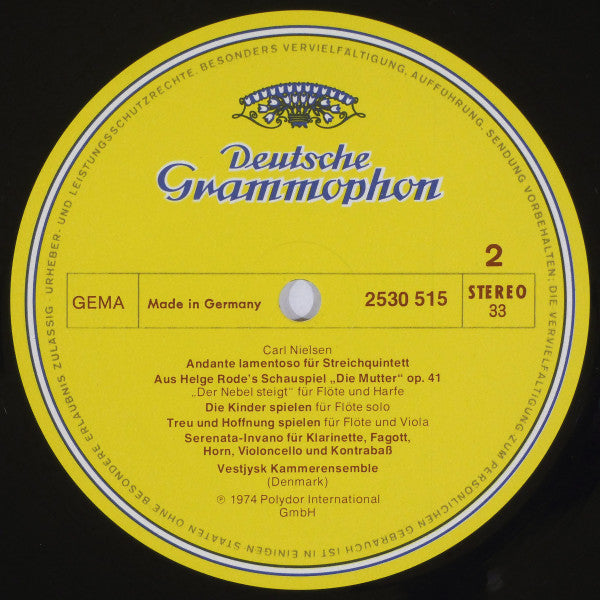 Deutsche
Grammophon
2
GEMA
Made in Germany
2530 515
STEREO
33
Carl Nielsen
Andante lamentoso für Streichquintett
Aus Helge Rode's Schauspiel „Die Mutter“ op. 41
„Der Nebel steigt“ für Flöte und Harfe
Die Kinder spielen für Flöte solo
Treu und Hoffnung spielen für Flöte und Viola
Serenata-Invano für Klarinette, Fagott,
Horn, Violoncello und Kontrabaß
Vestjysk Kammerensemble
(Denmark)
℗ 1974 Polydor International
GmbH
URHEBER- UND LEISTUNGSSCHUTZRECHTE, BESONDERS VERVIELFÄLTIGUNG, AUFFÜHRUNG, SENDUNG VORBEHALTEN; DIE VERVIELFÄLTIGUNG ZUM PERSÖNLICHEN GEBRAUCH IST IN EINIGEN STAATEN OHNE BESONDERE ERLAUBNIS ZULÄSSIG